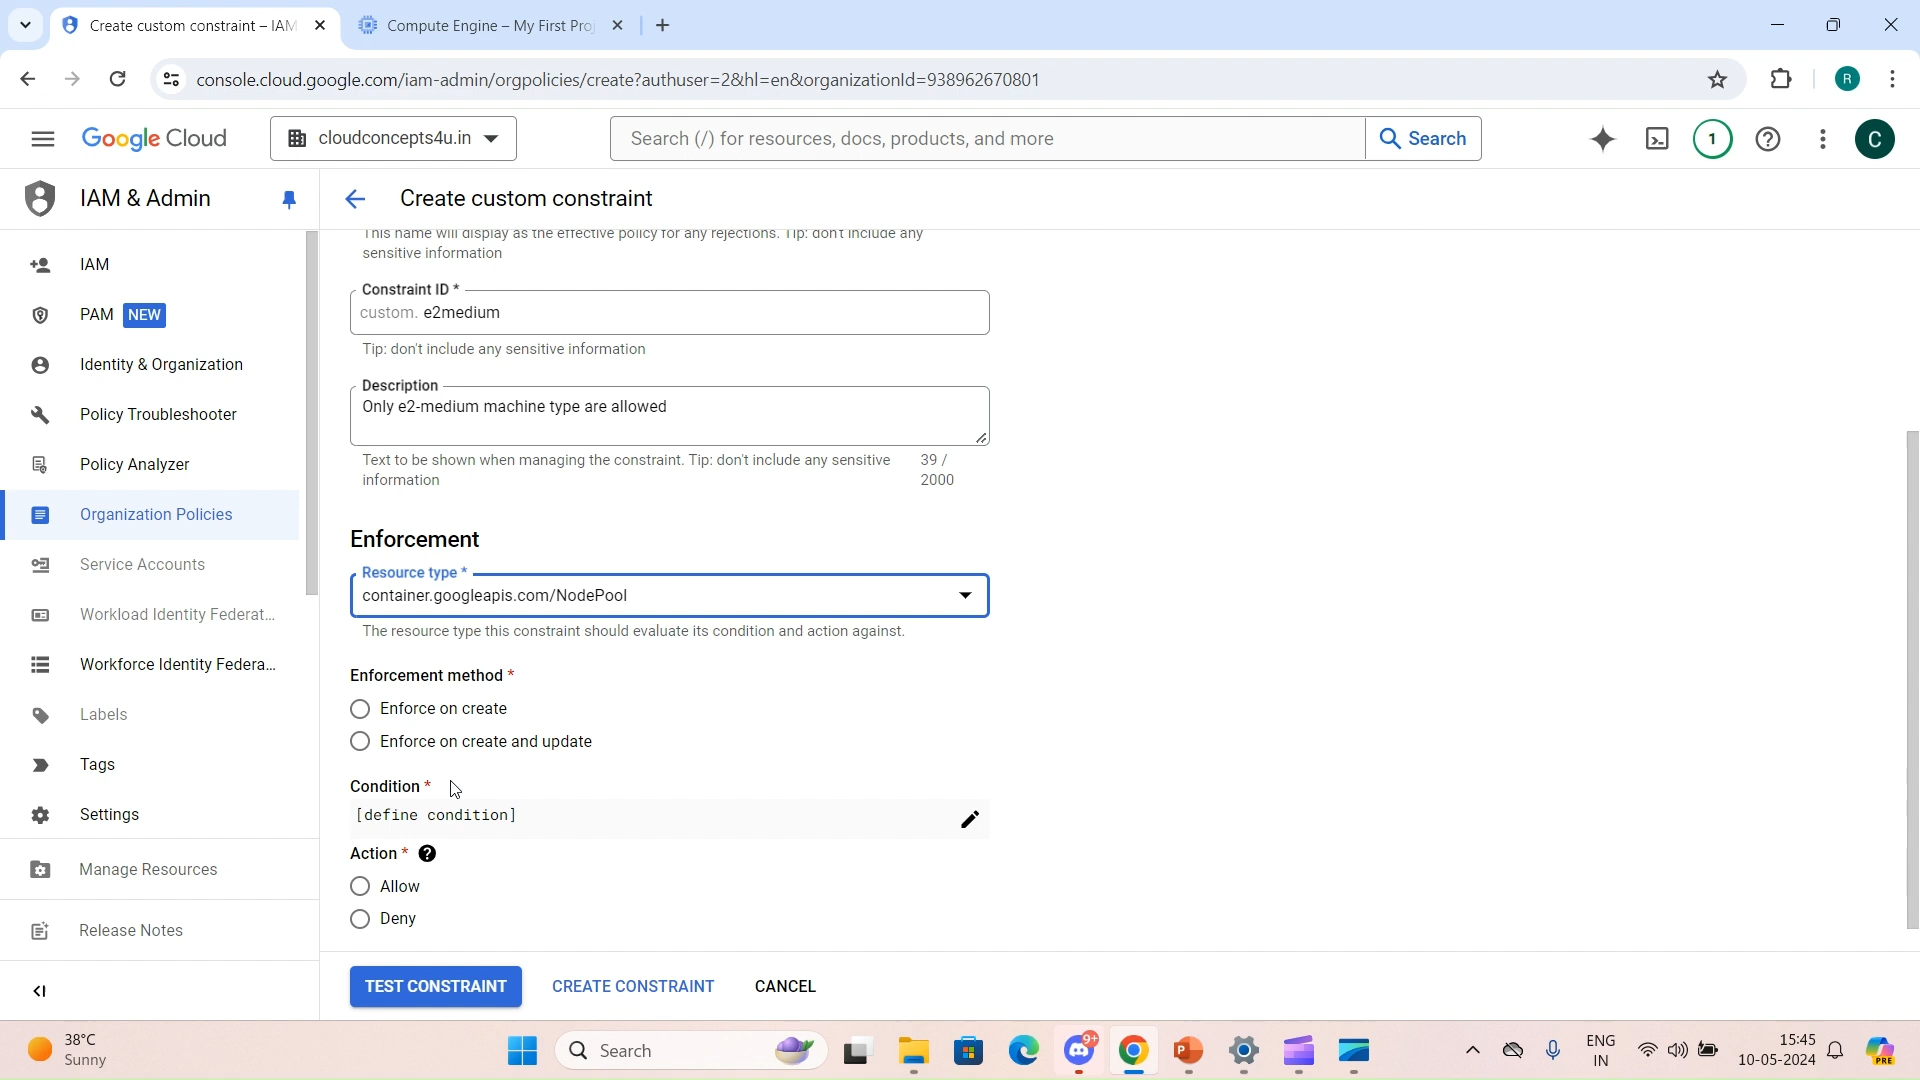 Create custom constraint – IAM
Compute Engine – My First Proj
console.cloud.google.com/iam-admin/orgpolicies/create?authuser=2&hl=en&organizationId=938962670801
R
Google Cloud
cloudconcepts4u.in
Search (/) for resources, docs, products, and more
Search
1
C
IAM & Admin
Create custom constraint
This name will display as the effective policy for any rejections. Tip: don't include any
sensitive information
IAM
PAM NEW
Identity & Organization
Policy Troubleshooter
Policy Analyzer
Organization Policies
Service Accounts
Workload Identity Federat...
Workforce Identity Federa...
Labels
Tags
Settings
Manage Resources
Release Notes
Constraint ID *
custom. e2medium
Tip: don't include any sensitive information
Description
Only e2-medium machine type are allowed
Text to be shown when managing the constraint. Tip: don't include any sensitive
information
39 /
2000
Enforcement
Resource type *
container.googleapis.com/NodePool
The resource type this constraint should evaluate its condition and action against.
Enforcement method *
Enforce on create
Enforce on create and update
Condition *
[define condition]
Action *
Allow
Deny
TEST CONSTRAINT
CREATE CONSTRAINT
CANCEL
38°C
Sunny
Search
9+
ENG
IN
15:45
10-05-2024
PRE